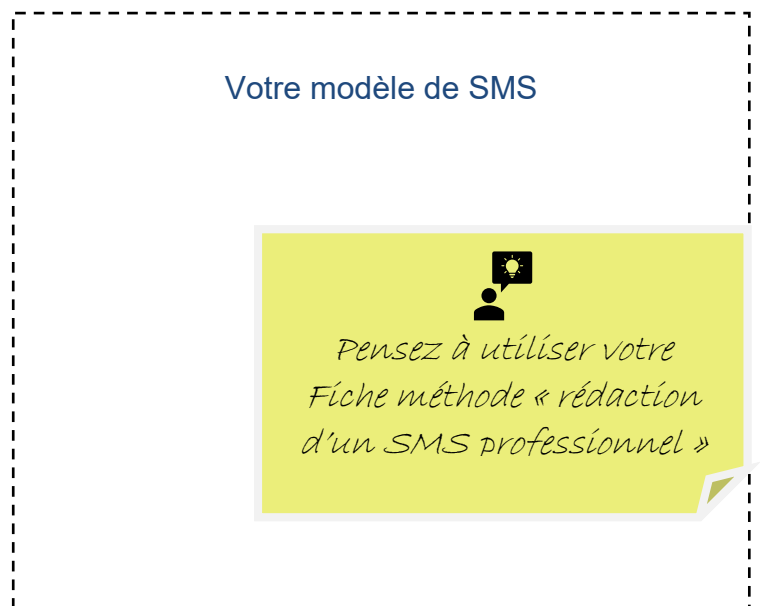 Votre modèle de SMS
Pensez à utiliser votre
Fiche méthode « rédaction
d'un SMS professionnel »